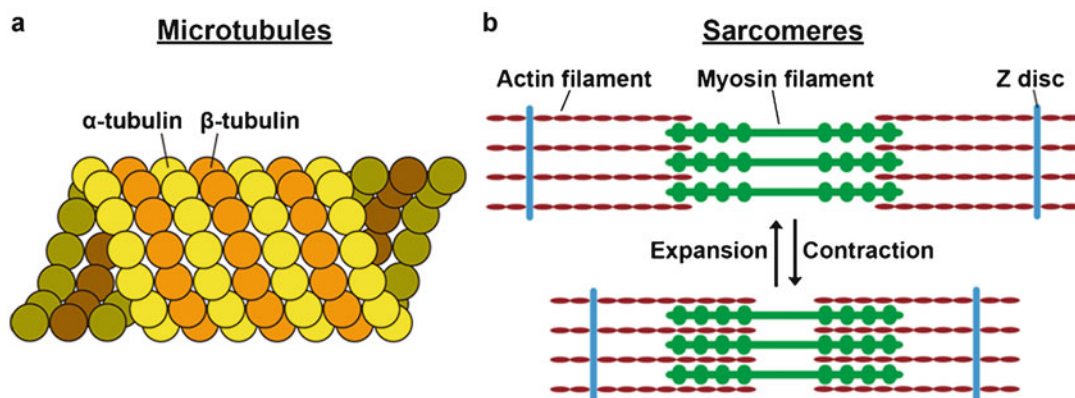 a
Microtubules
α-tubulin
β-tubulin
b
Sarcomeres
Actin filament
Myosin filament
Z disc
Expansion
Contraction